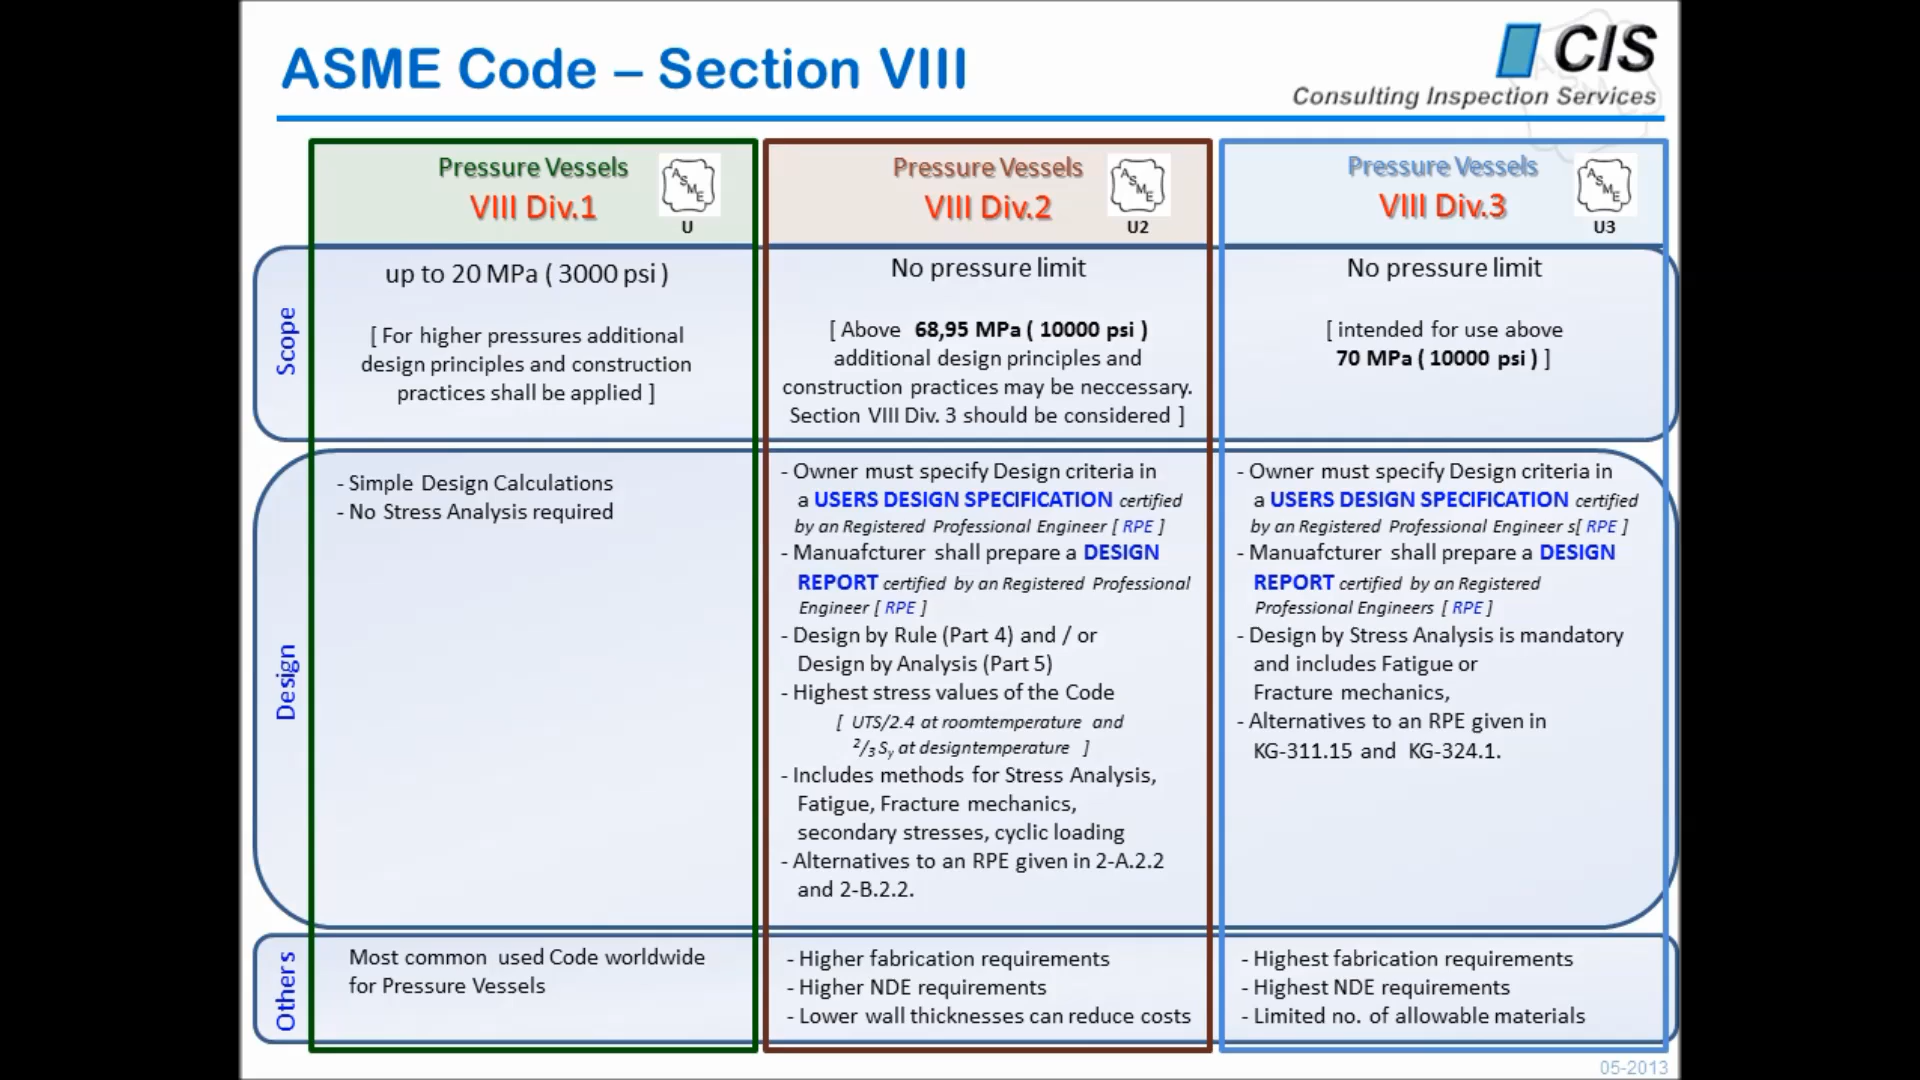 ASME Code – Section VIII
CIS
Consulting Inspection Services
Pressure Vessels
VIII Div.1
ASME
U
Pressure Vessels
VIII Div.2
ASME
U2
Pressure Vessels
VIII Div.3
ASME
U3
Scope
up to 20 MPa ( 3000 psi )
[ For higher pressures additional
design principles and construction
practices shall be applied ]
No pressure limit
[ Above 68,95 MPa ( 10000 psi )
additional design principles and
construction practices may be neccessary.
Section VIII Div. 3 should be considered ]
No pressure limit
[ intended for use above
70 MPa ( 10000 psi ) ]
Design
- Simple Design Calculations
- No Stress Analysis required
- Owner must specify Design criteria in
a USERS DESIGN SPECIFICATION certified
by an Registered Professional Engineer [ RPE ]
- Manuafcturer shall prepare a DESIGN
REPORT certified by an Registered Professional
Engineer [ RPE ]
- Design by Rule (Part 4) and / or
Design by Analysis (Part 5)
- Highest stress values of the Code
[ UTS/2.4 at roomtemperature and
2/3 Sy at designtemperature ]
- Includes methods for Stress Analysis,
Fatigue, Fracture mechanics,
secondary stresses, cyclic loading
- Alternatives to an RPE given in 2-A.2.2
and 2-B.2.2.
- Owner must specify Design criteria in
a USERS DESIGN SPECIFICATION certified
by an Registered Professional Engineer s[ RPE ]
- Manuafcturer shall prepare a DESIGN
REPORT certified by an Registered
Professional Engineers [ RPE ]
- Design by Stress Analysis is mandatory
and includes Fatigue or
Fracture mechanics,
- Alternatives to an RPE given in
KG-311.15 and KG-324.1.
Others
Most common used Code worldwide
for Pressure Vessels
- Higher fabrication requirements
- Higher NDE requirements
- Lower wall thicknesses can reduce costs
- Highest fabrication requirements
- Highest NDE requirements
- Limited no. of allowable materials
05-2013